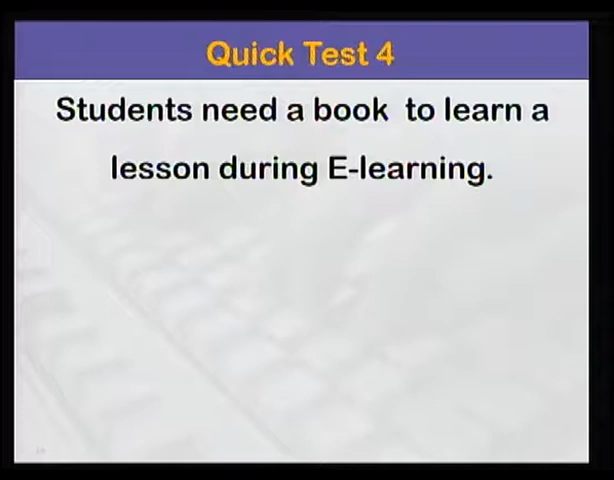 Quick Test 4
Students need a book to learn a
lesson during E-learning.